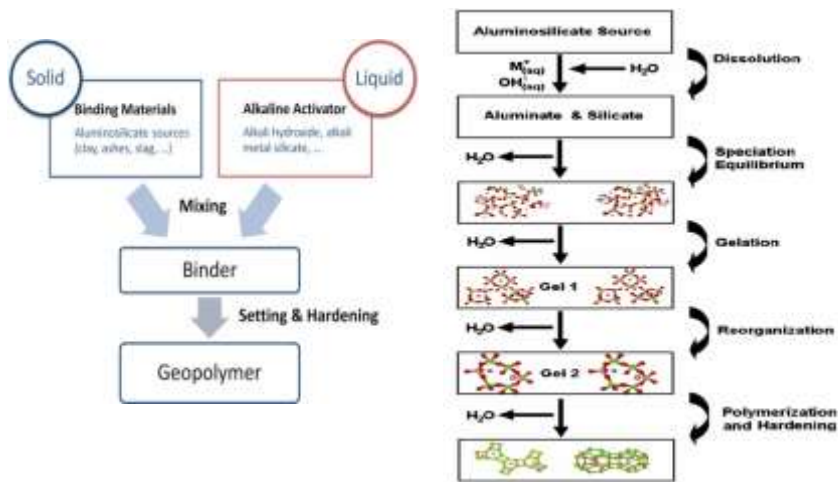 Solid
Liquid
Binding Materials
Aluminosilicate sources
(clay, ashes, slag, ...)
Alkaline Activator
Alkali hydroxide, alkali
metal silicate, ...
Mixing
Binder
Setting & Hardening
Geopolymer
Aluminosilicate Source
M⁺(aq)
OH⁻(aq)
H₂O
Dissolution
Aluminate & Silicate
H₂O
Speciation
Equilibrium
H₂O
Gelation
Gel 1
H₂O
Reorganization
Gel 2
H₂O
Polymerization
and Hardening